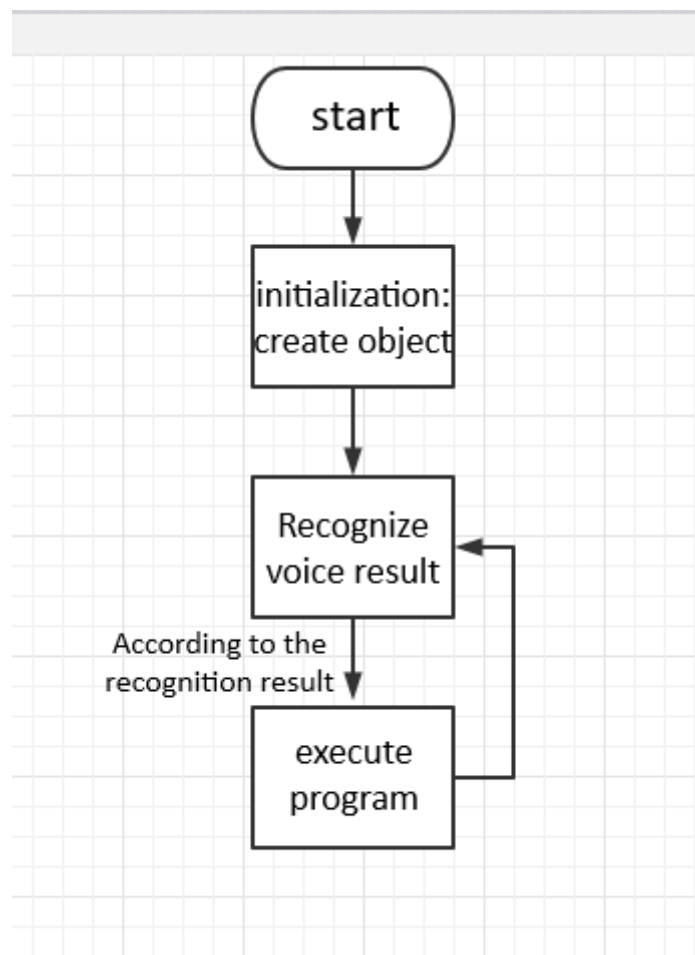 start
initialization:
create object
Recognize
voice result
According to the
recognition result
execute
program